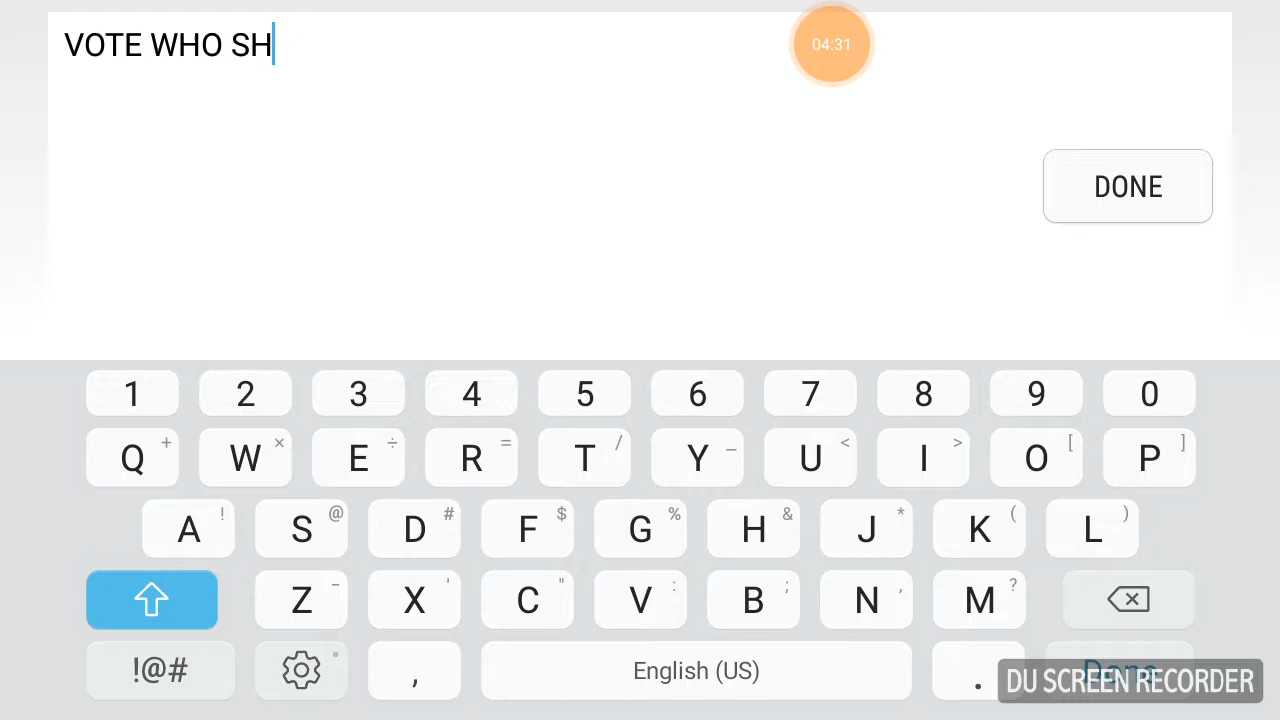 VOTE WHO SH
04:31
DONE
1 2 3 4 5 6 7 8 9 0
Q + W × E ÷ R = T / Y _ U < I > O [ P ]
A ! S @ D # F $ G % H & J * K ( L )
Z - X ' C " V : B ; N , M ?
!@# , English (US) . Done
DU SCREEN RECORDER